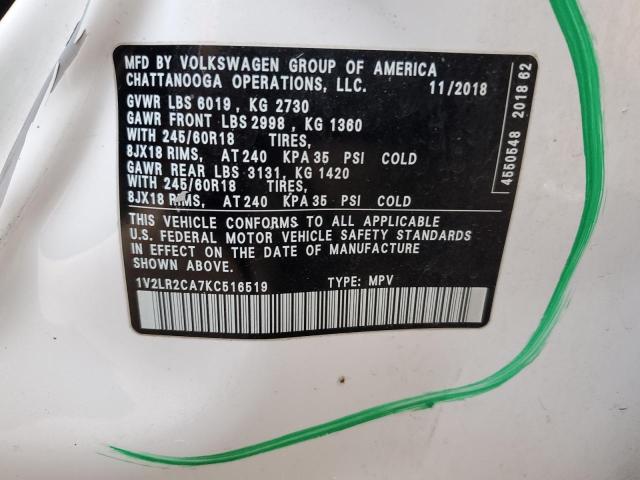 MFD BY VOLKSWAGEN GROUP OF AMERICA
CHATTANOOGA OPERATIONS, LLC. 11/2018
GVWR LBS 6019, KG 2730
GAWR FRONT LBS 2998, KG 1360
WITH 245/60R18 TIRES,
8JX18 RIMS, AT 240 KPA 35 PSI COLD
GAWR REAR LBS 3131, KG 1420
WITH 245/60R18 TIRES,
8JX18 RIMS, AT 240 KPA 35 PSI COLD
THIS VEHICLE CONFORMS TO ALL APPLICABLE
U.S. FEDERAL MOTOR VEHICLE SAFETY STANDARDS
IN EFFECT ON THE DATE OF MANUFACTURE
SHOWN ABOVE
1V2LR2CA7KC516519 TYPE: MPV
4550548 2018 62